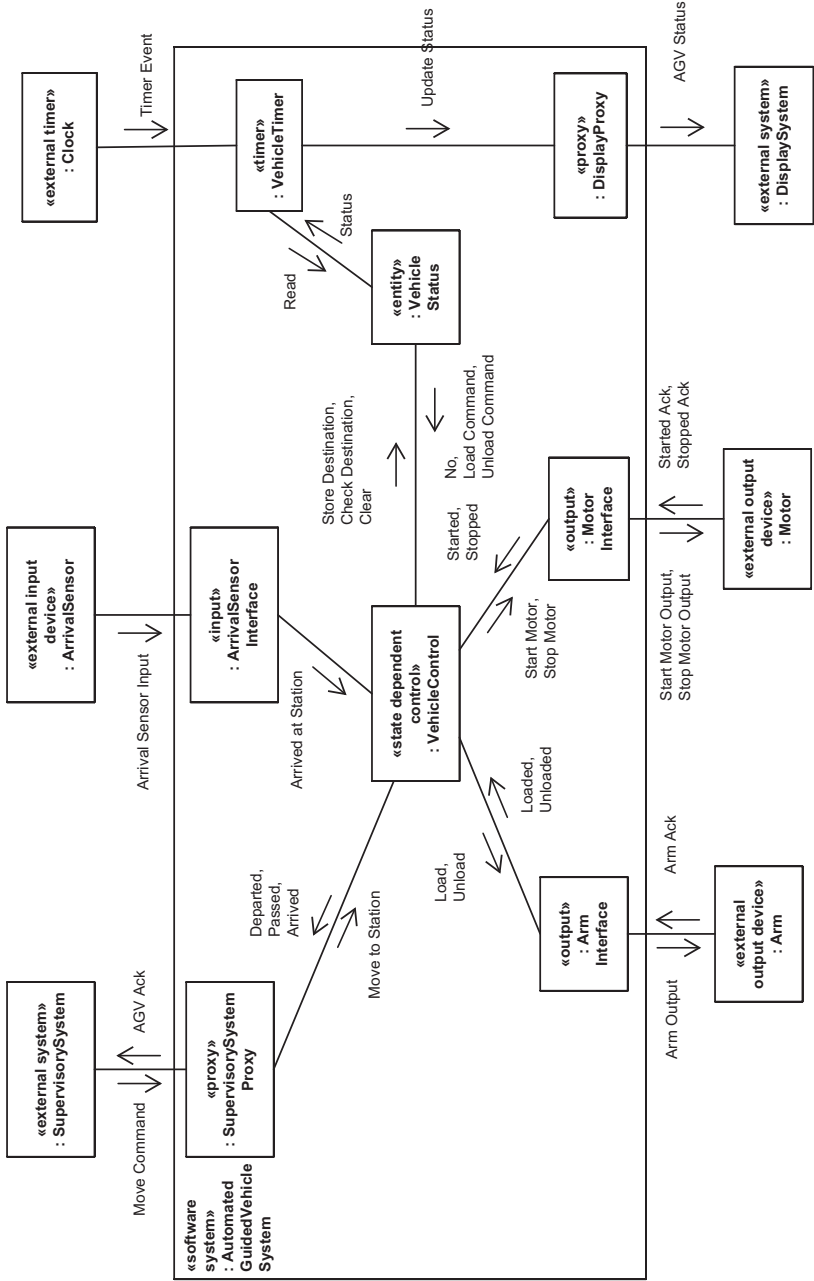 «external system»
: SupervisorySystem
Move Command
AGV Ack
«external input
device»
: ArrivalSensor
Arrival Sensor Input
«external timer»
: Clock
Timer Event
«software
system»
: Automated
GuidedVehicle
System
«proxy»
: SupervisorySystem
Proxy
«input»
: ArrivalSensor
Interface
«timer»
: VehicleTimer
Departed,
Passed,
Arrived
Move to Station
Arrived at Station
Store Destination,
Check Destination,
Clear
Read
Status
«state dependent
control»
: VehicleControl
«entity»
: Vehicle
Status
No,
Load Command,
Unload Command
Update Status
Load,
Unload
Loaded,
Unloaded
Started,
Stopped
Start Motor,
Stop Motor
«output»
: Arm
Interface
«output»
: Motor
Interface
«proxy»
: DisplayProxy
Arm Output
Arm Ack
Start Motor Output,
Stop Motor Output
Started Ack,
Stopped Ack
AGV Status
«external
output device»
: Arm
«external output
device»
: Motor
«external system»
: DisplaySystem